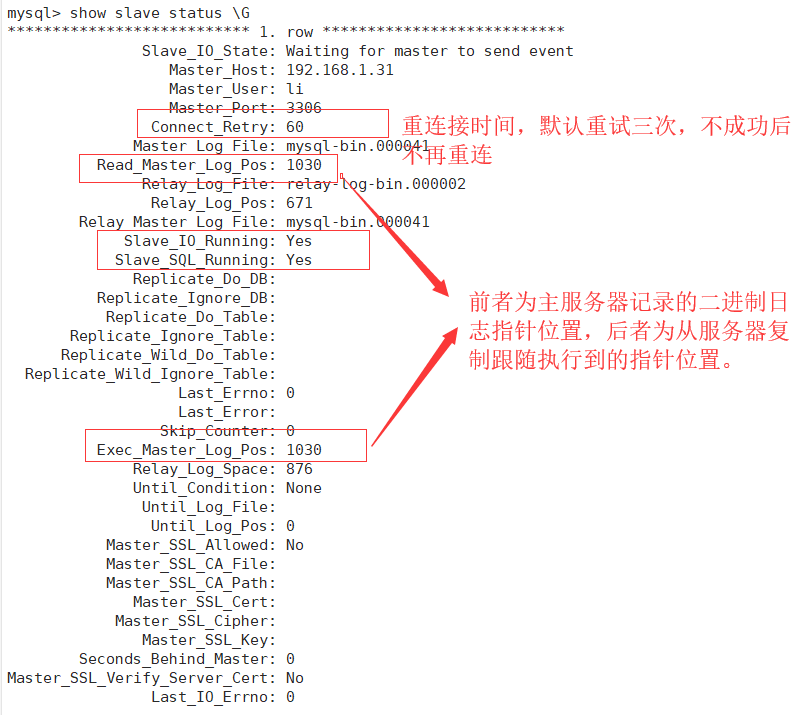 mysql> show slave status \G
*************************** 1. row ***************************
Slave_IO_State: Waiting for master to send event
Master_Host: 192.168.1.31
Master_User: li
Master_Port: 3306
Connect_Retry: 60
重连接时间，默认重试三次，不成功后
不再重连
Master_Log_File: mysql-bin.000041
Read_Master_Log_Pos: 1030
Relay_Log_File: relay-log-bin.000002
Relay_Log_Pos: 671
Relay_Master_Log_File: mysql-bin.000041
Slave_IO_Running: Yes
Slave_SQL_Running: Yes
Replicate_Do_DB:
Replicate_Ignore_DB:
Replicate_Do_Table:
Replicate_Ignore_Table:
Replicate_Wild_Do_Table:
Replicate_Wild_Ignore_Table:
前者为主服务器记录的二进制日
志指针位置，后者为从服务器复
制跟随执行到的指针位置。
Last_Errno: 0
Last_Error:
Skip_Counter: 0
Exec_Master_Log_Pos: 1030
Relay_Log_Space: 876
Until_Condition: None
Until_Log_File:
Until_Log_Pos: 0
Master_SSL_Allowed: No
Master_SSL_CA_File:
Master_SSL_CA_Path:
Master_SSL_Cert:
Master_SSL_Cipher:
Master_SSL_Key:
Seconds_Behind_Master: 0
Master_SSL_Verify_Server_Cert: No
Last_IO_Errno: 0